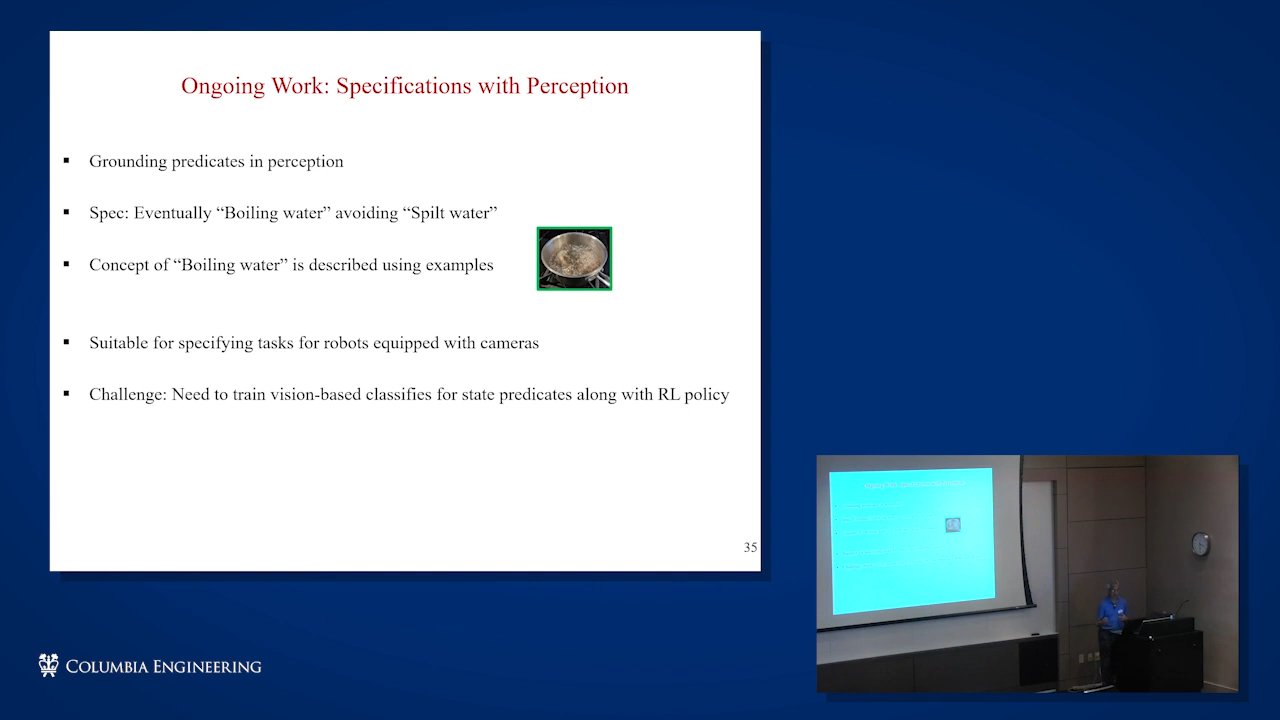 Ongoing Work: Specifications with Perception
▪ Grounding predicates in perception
▪ Spec: Eventually “Boiling water” avoiding “Spilt water”
▪ Concept of “Boiling water” is described using examples
▪ Suitable for specifying tasks for robots equipped with cameras
▪ Challenge: Need to train vision-based classifies for state predicates along with RL policy
35
COLUMBIA ENGINEERING